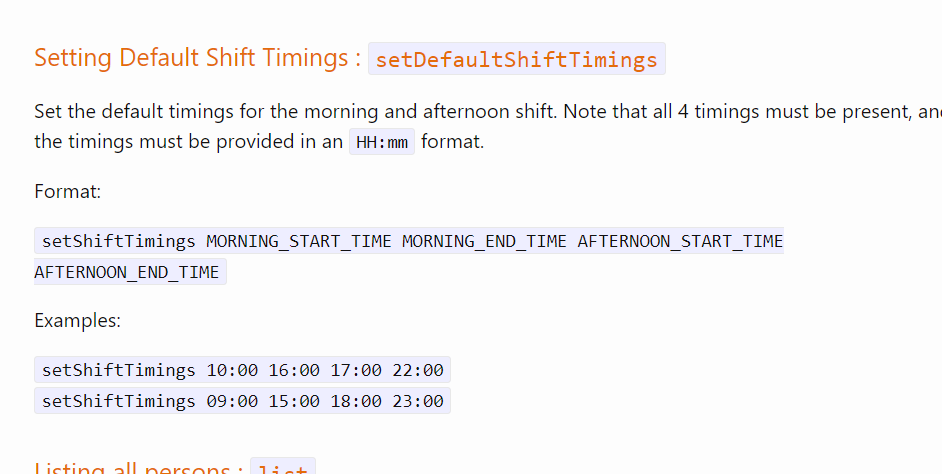 Setting Default Shift Timings : setDefaultShiftTimings
Set the default timings for the morning and afternoon shift. Note that all 4 timings must be present,
the timings must be provided in an HH:mm format.
Format:
setShiftTimings MORNING_START_TIME MORNING_END_TIME AFTERNOON_START_TIME
AFTERNOON_END_TIME
Examples:
setShiftTimings 10:00 16:00 17:00 22:00
setShiftTimings 09:00 15:00 18:00 23:00
Listing all persons : list